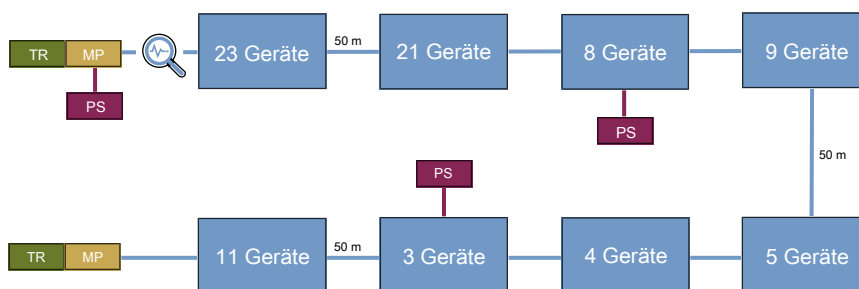 TR MP 23 Geräte 50 m 21 Geräte 8 Geräte 9 Geräte
PS PS
50 m
PS
TR MP 11 Geräte 50 m 3 Geräte 4 Geräte 5 Geräte